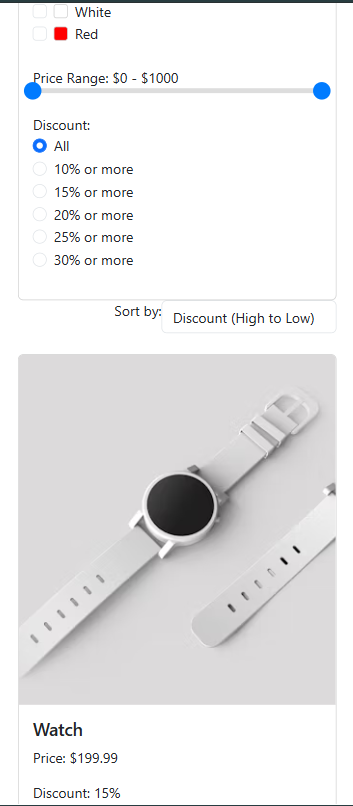 White
Red
Price Range: $0 - $1000
Discount:
All
10% or more
15% or more
20% or more
25% or more
30% or more
Sort by:
Discount (High to Low)
Watch
Price: $199.99
Discount: 15%